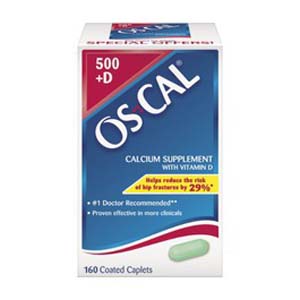 SPECIAL OFFERS!
500
+D
OS-CAL®
CALCIUM SUPPLEMENT
WITH VITAMIN D
Helps reduce the risk
of hip fractures by 29%*
• #1 Doctor Recommended**
• Proven effective in more clinicals
160 Coated Caplets